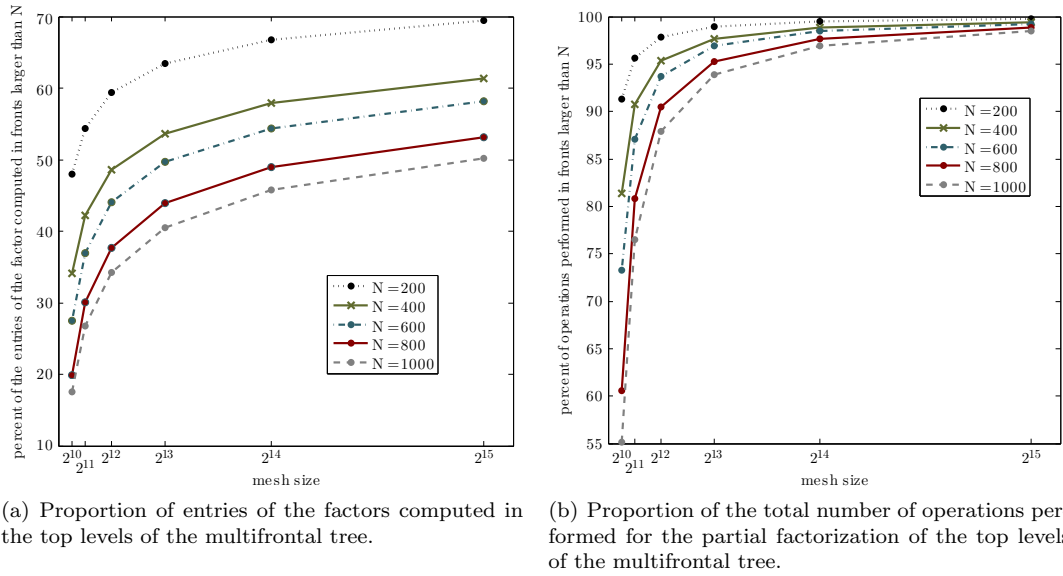 percent of the entries of the factor computed in fronts larger than N
70
60
50
40
30
20
10
N = 200
N = 400
N = 600
N = 800
N = 1000
2^10
2^11
2^12
2^13
2^14
2^15
mesh size
(a) Proportion of entries of the factors computed in
the top levels of the multifrontal tree.
percent of operations performed in fronts larger than N
100
95
90
85
80
75
70
65
60
55
N = 200
N = 400
N = 600
N = 800
N = 1000
2^10
2^11
2^12
2^13
2^14
2^15
mesh size
(b) Proportion of the total number of operations per-
formed for the partial factorization of the top levels
of the multifrontal tree.